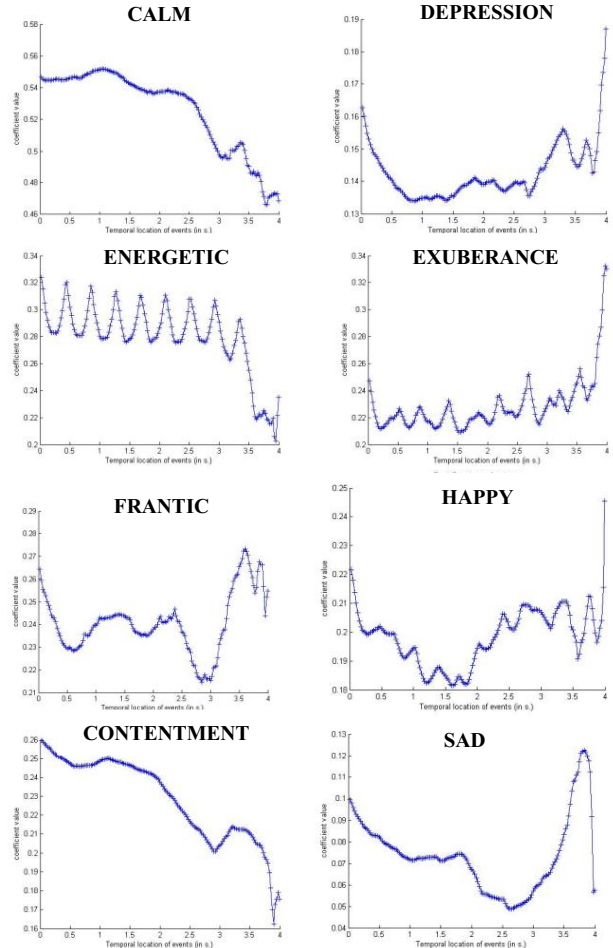 CALM
0.58
0.56
0.54
0.52
0.5
0.48
0.46
coefficient value
0 0.5 1 1.5 2 2.5 3 3.5 4
Temporal location of events (in s.)
DEPRESSION
0.19
0.18
0.17
0.16
0.15
0.14
0.13
coefficient value
0 0.5 1 1.5 2 2.5 3 3.5 4
Temporal location of events (in s.)
ENERGETIC
0.34
0.32
0.3
0.28
0.26
0.24
0.22
0.2
coefficient value
0 0.5 1 1.5 2 2.5 3 3.5 4
Temporal location of events (in s.)
EXUBERANCE
0.34
0.32
0.3
0.28
0.26
0.24
0.22
0.2
coefficient value
0 0.5 1 1.5 2 2.5 3 3.5 4
Temporal location of events (in s.)
FRANTIC
0.29
0.28
0.27
0.26
0.25
0.24
0.23
0.22
0.21
coefficient value
0 0.5 1 1.5 2 2.5 3 3.5 4
Temporal location of events (in s.)
HAPPY
0.25
0.24
0.23
0.22
0.21
0.2
0.19
0.18
coefficient value
0 0.5 1 1.5 2 2.5 3 3.5 4
Temporal location of events (in s.)
CONTENTMENT
0.26
0.24
0.22
0.2
0.18
0.16
coefficient value
0 0.5 1 1.5 2 2.5 3 3.5 4
Temporal location of events (in s.)
SAD
0.13
0.12
0.11
0.1
0.09
0.08
0.07
0.06
0.05
0.04
coefficient value
0 0.5 1 1.5 2 2.5 3 3.5 4
Temporal location of events (in s.)